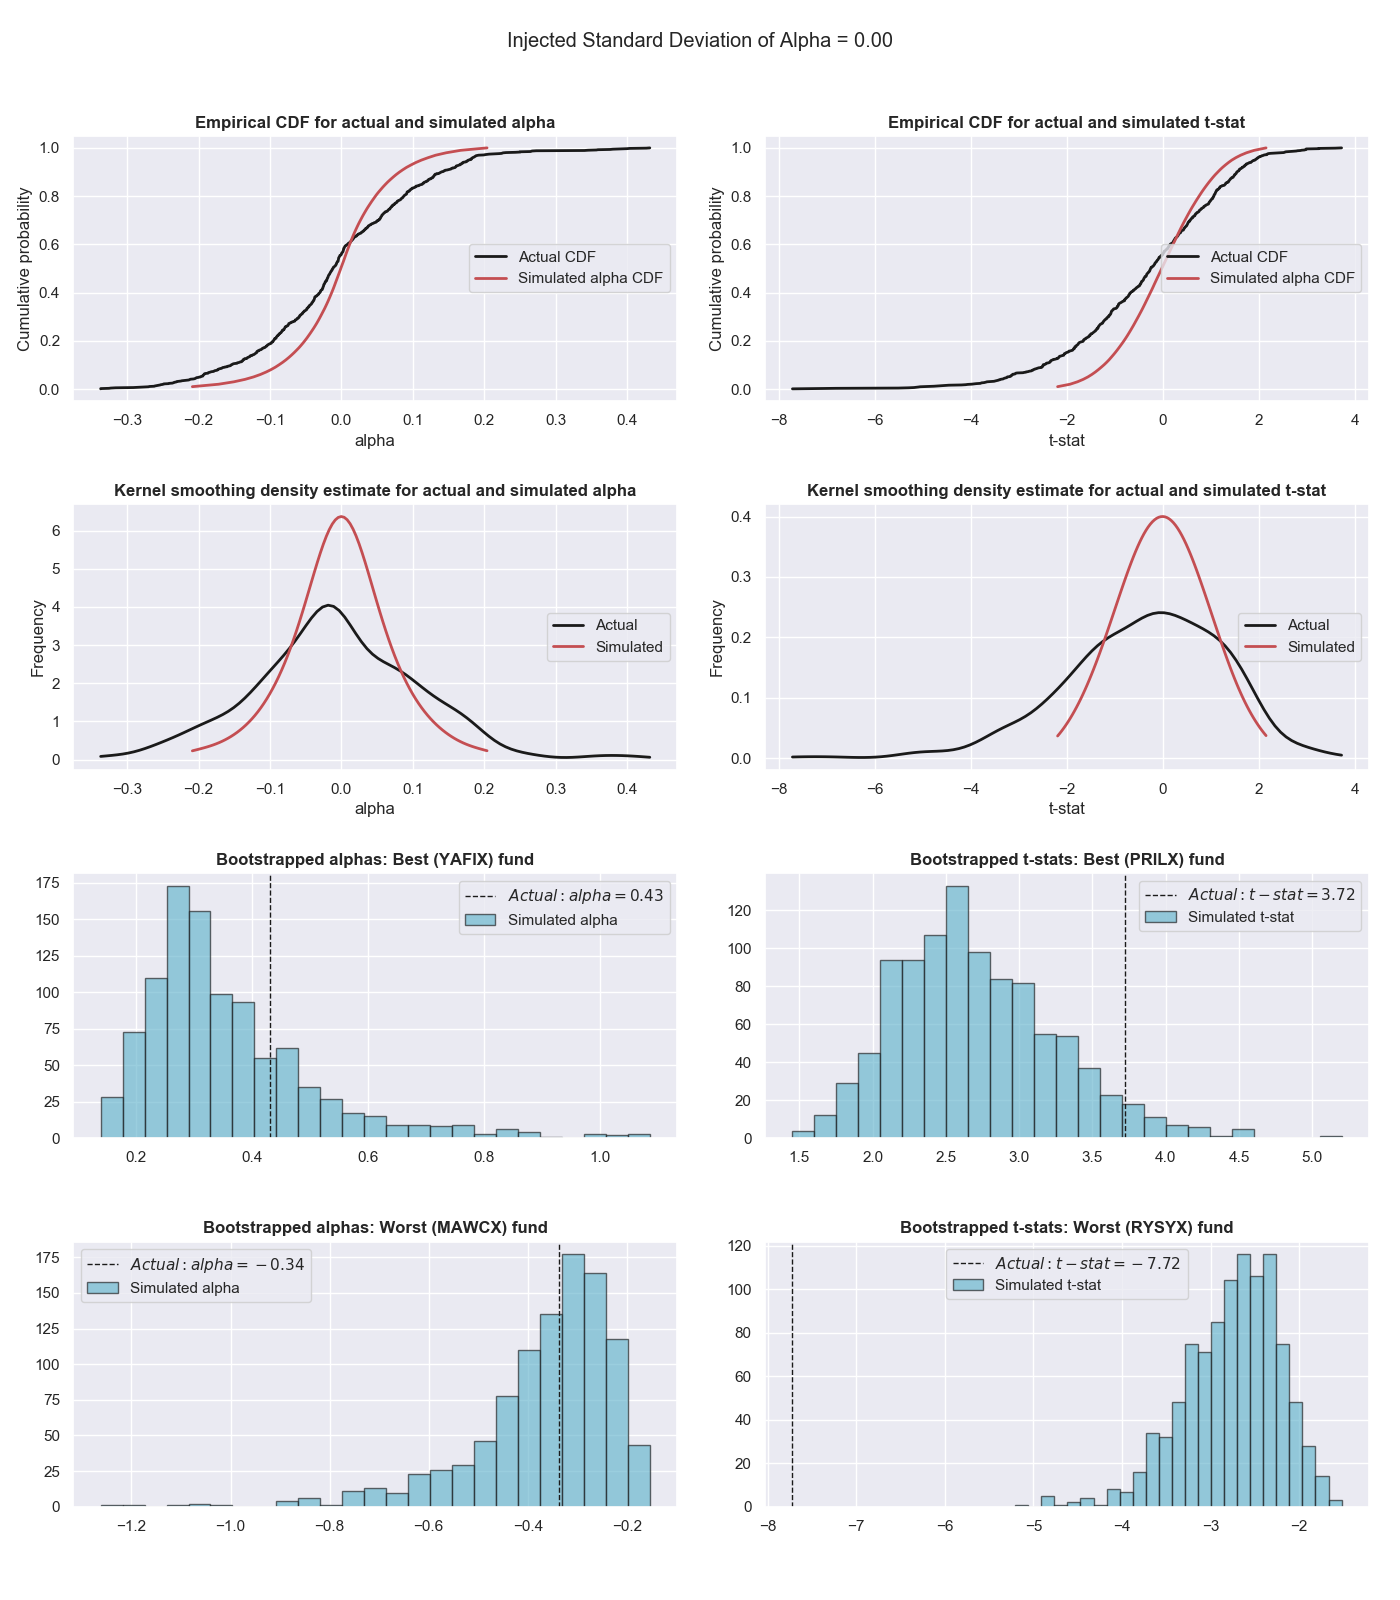 Injected Standard Deviation of Alpha = 0.00
Empirical CDF for actual and simulated alpha
Cumulative probability
1.0
0.8
0.6
0.4
0.2
0.0
Actual CDF
Simulated alpha CDF
−0.3 −0.2 −0.1 0.0 0.1 0.2 0.3 0.4
alpha
Empirical CDF for actual and simulated t-stat
Cumulative probability
1.0
0.8
0.6
0.4
0.2
0.0
Actual CDF
Simulated alpha CDF
−8 −6 −4 −2 0 2 4
t-stat
Kernel smoothing density estimate for actual and simulated alpha
Frequency
6
5
4
3
2
1
0
Actual
Simulated
−0.3 −0.2 −0.1 0.0 0.1 0.2 0.3 0.4
alpha
Kernel smoothing density estimate for actual and simulated t-stat
Frequency
0.4
0.3
0.2
0.1
0.0
Actual
Simulated
−8 −6 −4 −2 0 2 4
t-stat
Bootstrapped alphas: Best (YAFIX) fund
175
150
125
100
75
50
25
0
Actual : alpha = 0.43
Simulated alpha
0.2 0.4 0.6 0.8 1.0
Bootstrapped t-stats: Best (PRILX) fund
120
100
80
60
40
20
0
Actual : t − stat = 3.72
Simulated t-stat
1.5 2.0 2.5 3.0 3.5 4.0 4.5 5.0
Bootstrapped alphas: Worst (MAWCX) fund
175
150
125
100
75
50
25
0
Actual : alpha = − 0.34
Simulated alpha
−1.2 −1.0 −0.8 −0.6 −0.4 −0.2
Bootstrapped t-stats: Worst (RYSYX) fund
120
100
80
60
40
20
0
Actual : t − stat = − 7.72
Simulated t-stat
−8 −7 −6 −5 −4 −3 −2